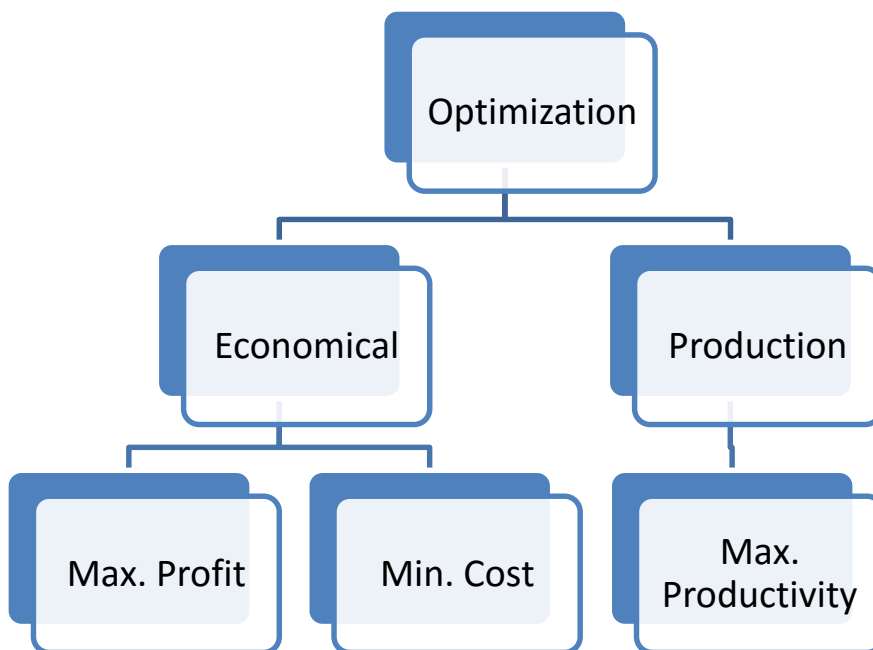 Optimization
Economical
Production
Max. Profit
Min. Cost
Max.
Productivity